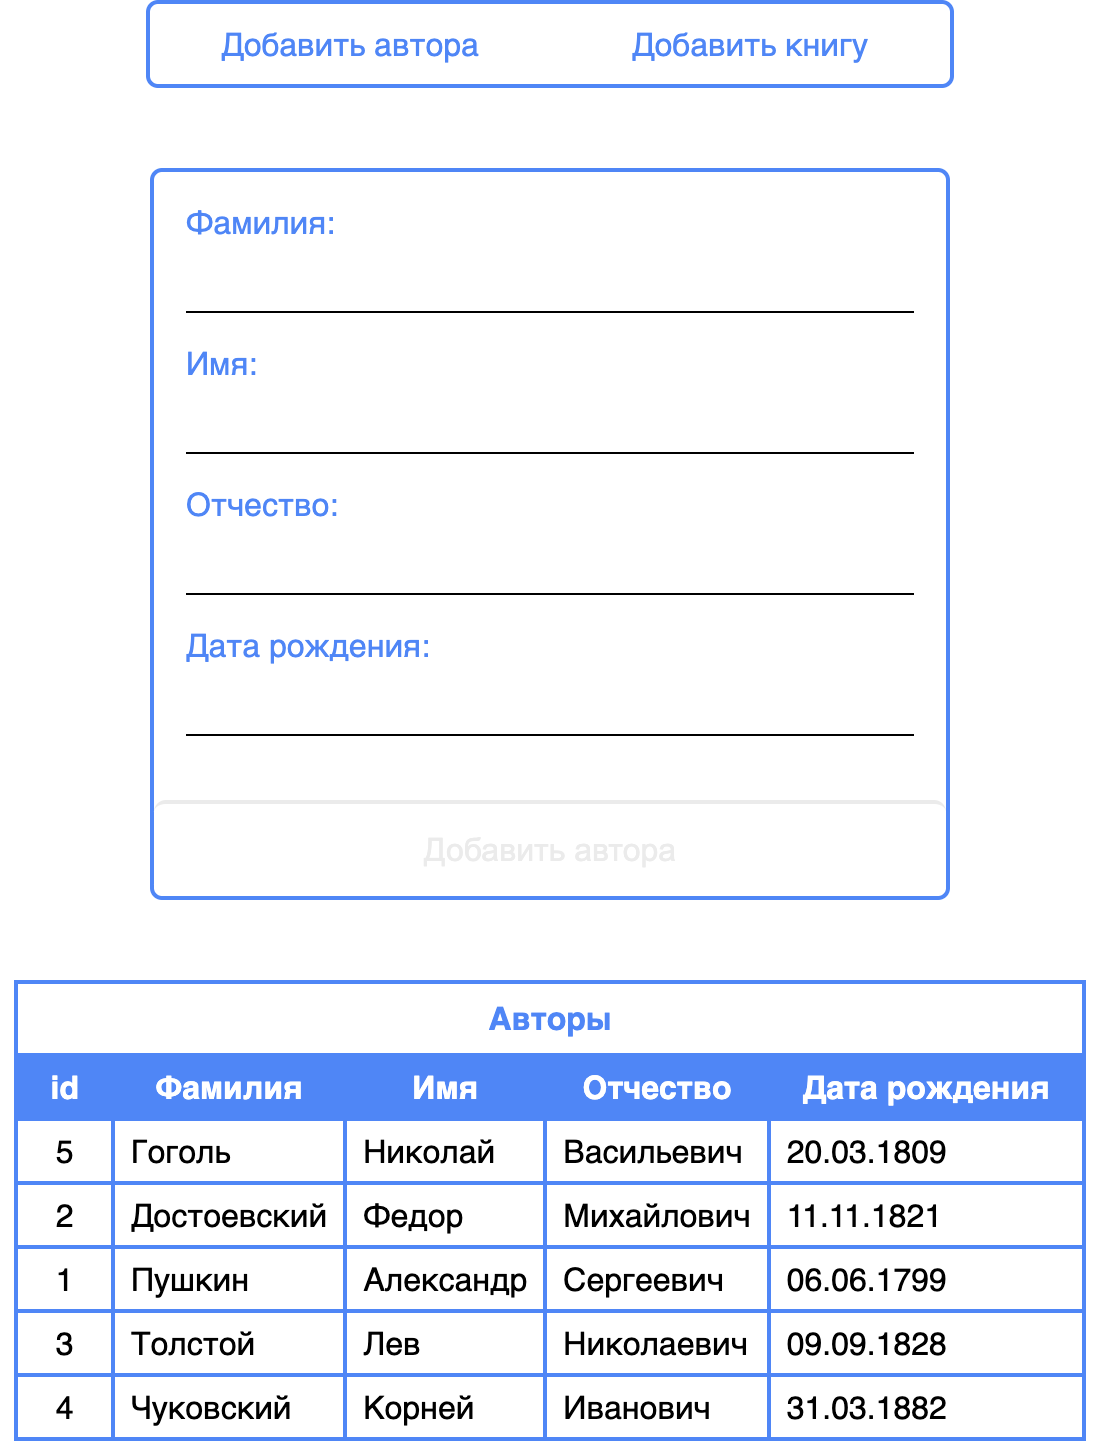 Добавить автора Добавить книгу
Фамилия:
Имя:
Отчество:
Дата рождения:
Добавить автора
Авторы
id Фамилия Имя Отчество Дата рождения
5 Гоголь Николай Васильевич 20.03.1809
2 Достоевский Федор Михайлович 11.11.1821
1 Пушкин Александр Сергеевич 06.06.1799
3 Толстой Лев Николаевич 09.09.1828
4 Чуковский Корней Иванович 31.03.1882